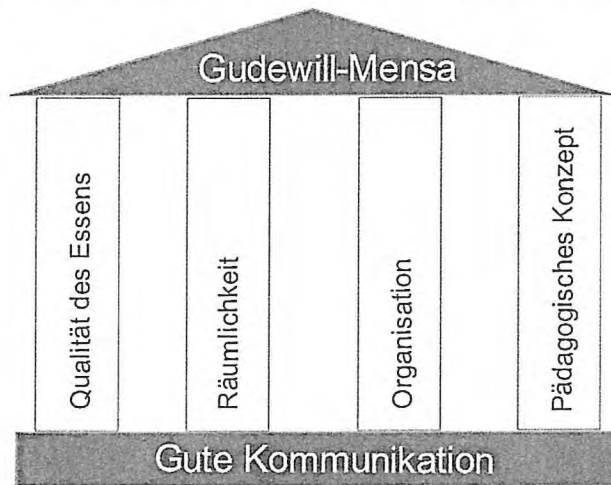 Gudewill-Mensa
Qualität des Essens
Räumlichkeit
Organisation
Pädagogisches Konzept
Gute Kommunikation